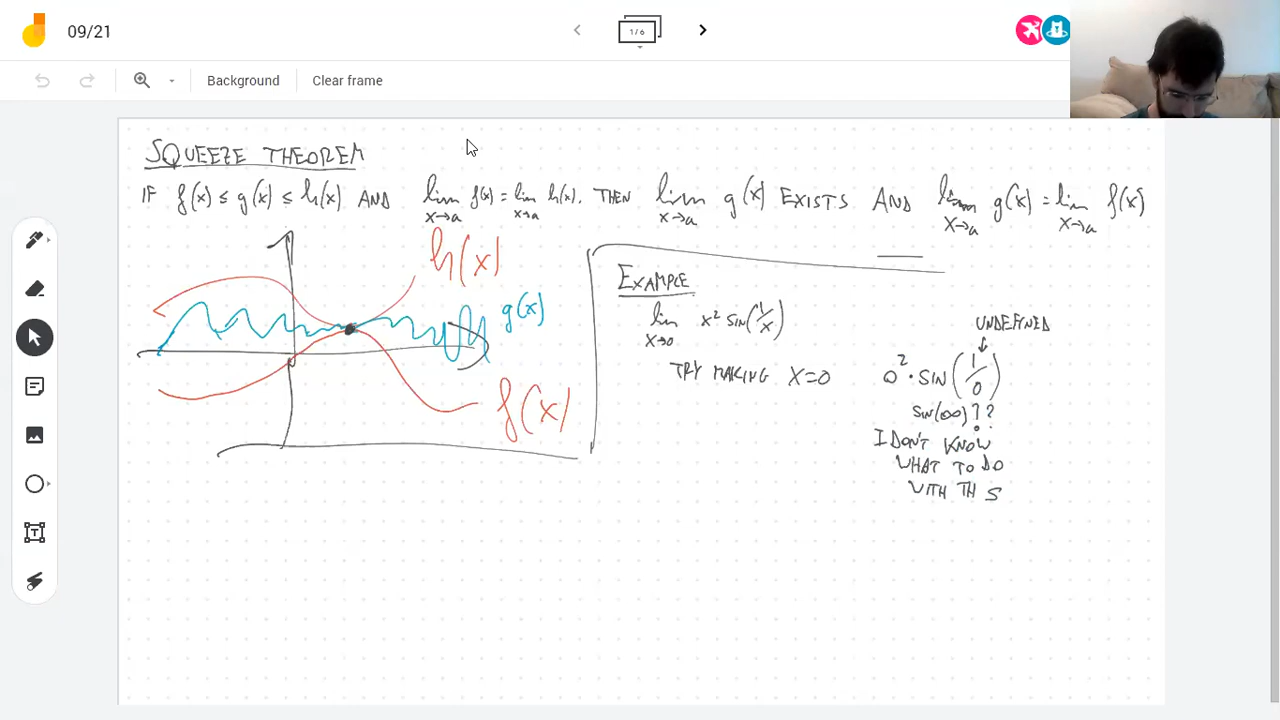 09/21
1/6
Background
Clear frame
SQUEEZE THEOREM
IF f(x) ≤ g(x) ≤ h(x) AND lim x→a f(x) = lim x→a h(x). THEN lim x→a g(x) EXISTS AND lim x→a g(x) = lim x→a f(x)
h(x)
g(x)
f(x)
EXAMPLE
lim x→0 x² SIN(1/x)
TRY MAKING X=0
UNDEFINED
0² · SIN(1/0)
SIN(∞)??
I DON'T KNOW
WHAT TO DO
WITH TH S